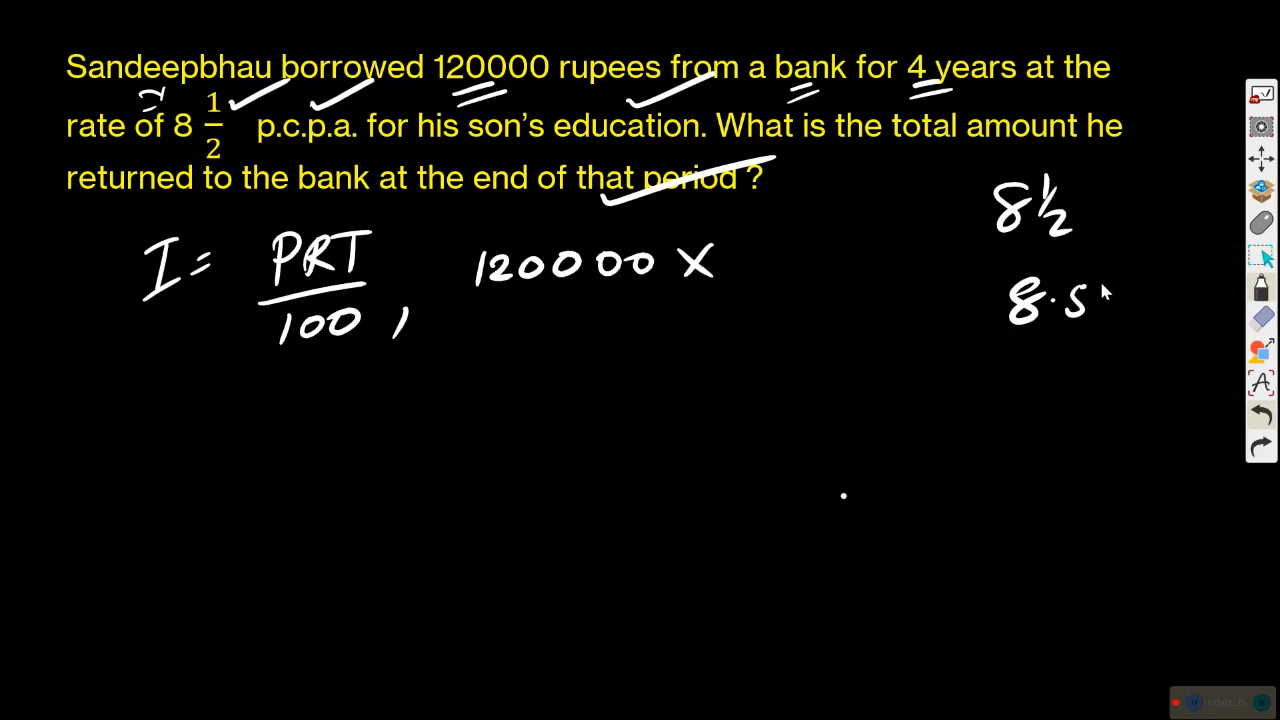 Sandeepbhau borrowed 120000 rupees from a bank for 4 years at the
rate of 8 1/2 p.c.p.a. for his son's education. What is the total amount he
returned to the bank at the end of that period ?
8 1/2
I = PRT/100 , 120000 ×
8.5